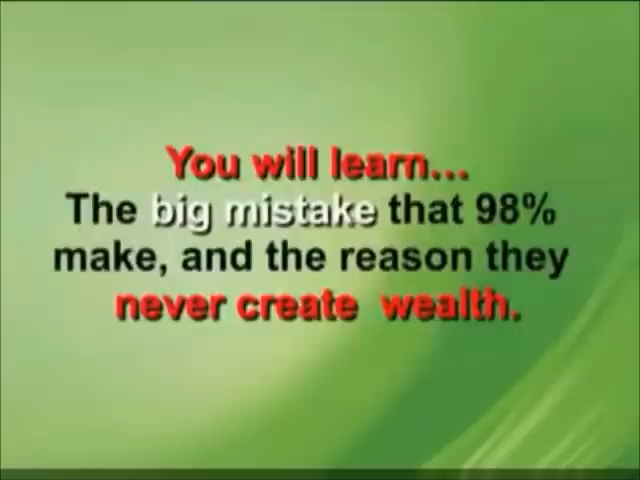 You will learn...
The big mistake that 98%
make, and the reason they
never create wealth.